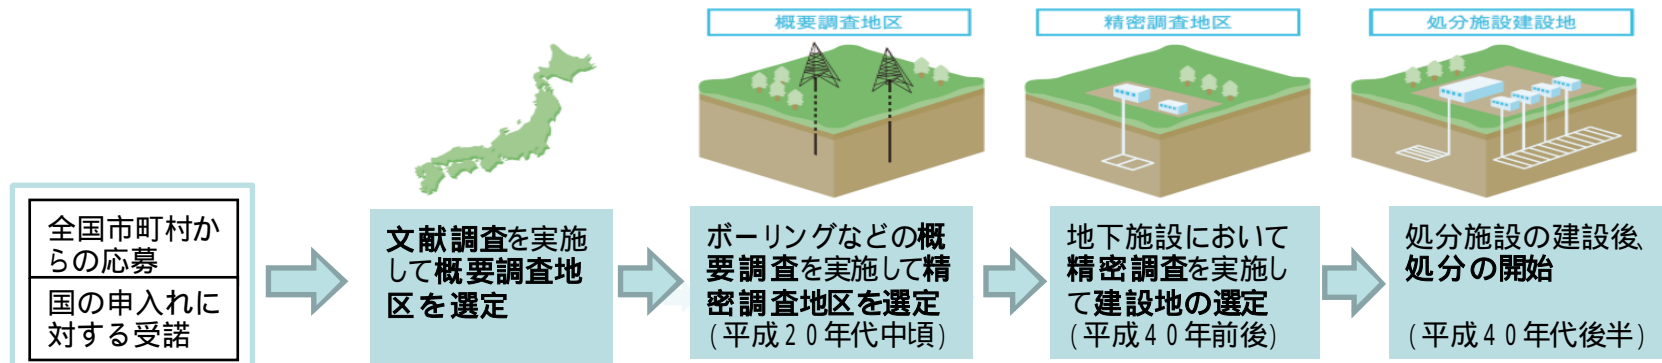 概要調査地区
精密調査地区
処分施設建設地
全国市町村か
らの応募
国の申入れに
対する受諾
文献調査を実施
して概要調査地
区を選定
ボーリングなどの概
要調査を実施して精
密調査地区を選定
(平成20年代中頃)
地下施設において
精密調査を実施し
て建設地の選定
(平成40年前後)
処分施設の建設後、
処分の開始
(平成40年代後半)